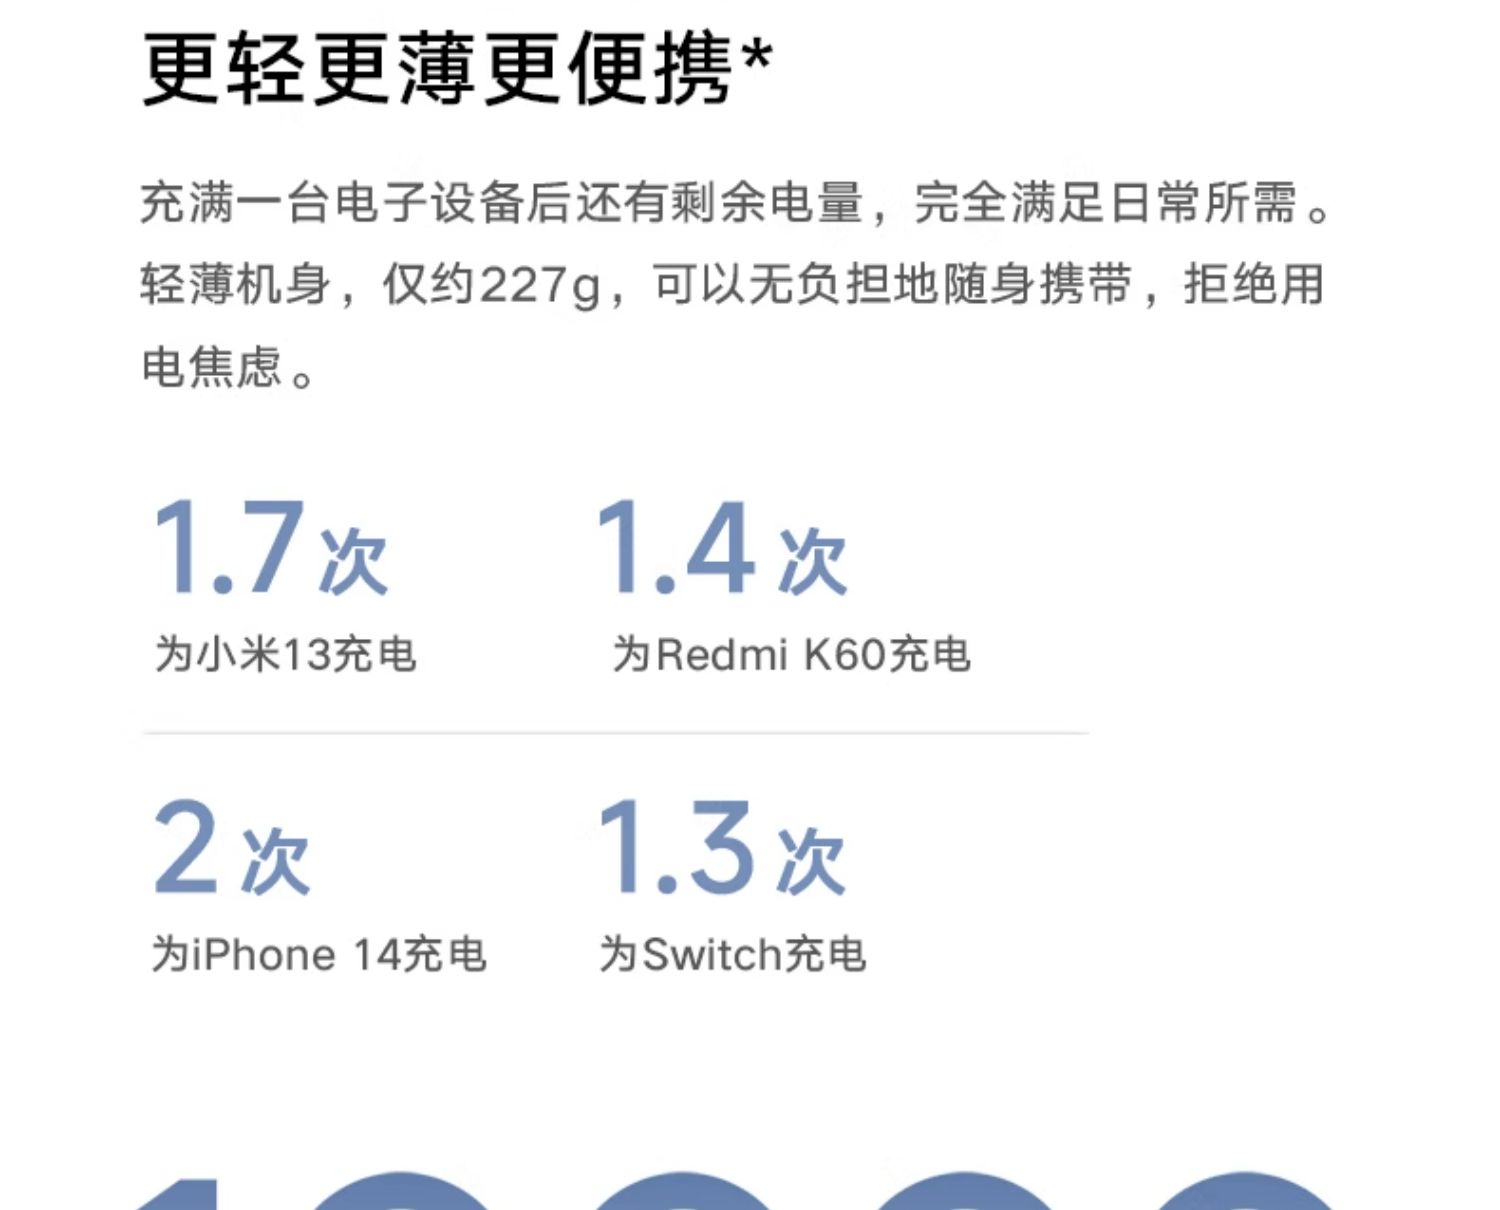 更轻更薄更便携*
充满一台电子设备后还有剩余电量，完全满足日常所需。
轻薄机身，仅约227g，可以无负担地随身携带，拒绝用
电焦虑。
1.7次 1.4次
为小米13充电 为Redmi K60充电
2次 1.3次
为iPhone 14充电 为Switch充电